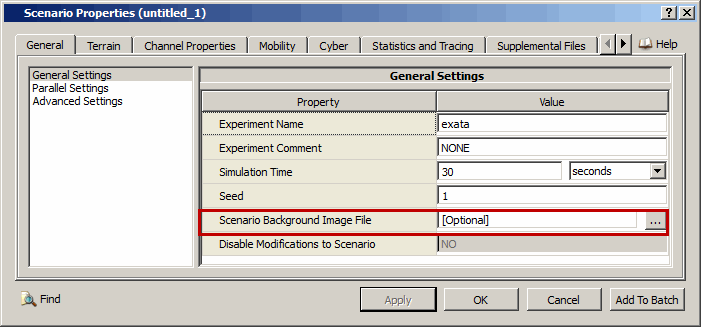 Scenario Properties (untitled_1)
General Terrain Channel Properties Mobility Cyber Statistics and Tracing Supplemental Files Help
General Settings
Parallel Settings
Advanced Settings
General Settings
Property Value
Experiment Name exata
Experiment Comment NONE
Simulation Time 30 seconds
Seed 1
Scenario Background Image File [Optional] ...
Disable Modifications to Scenario NO
Find Apply OK Cancel Add To Batch